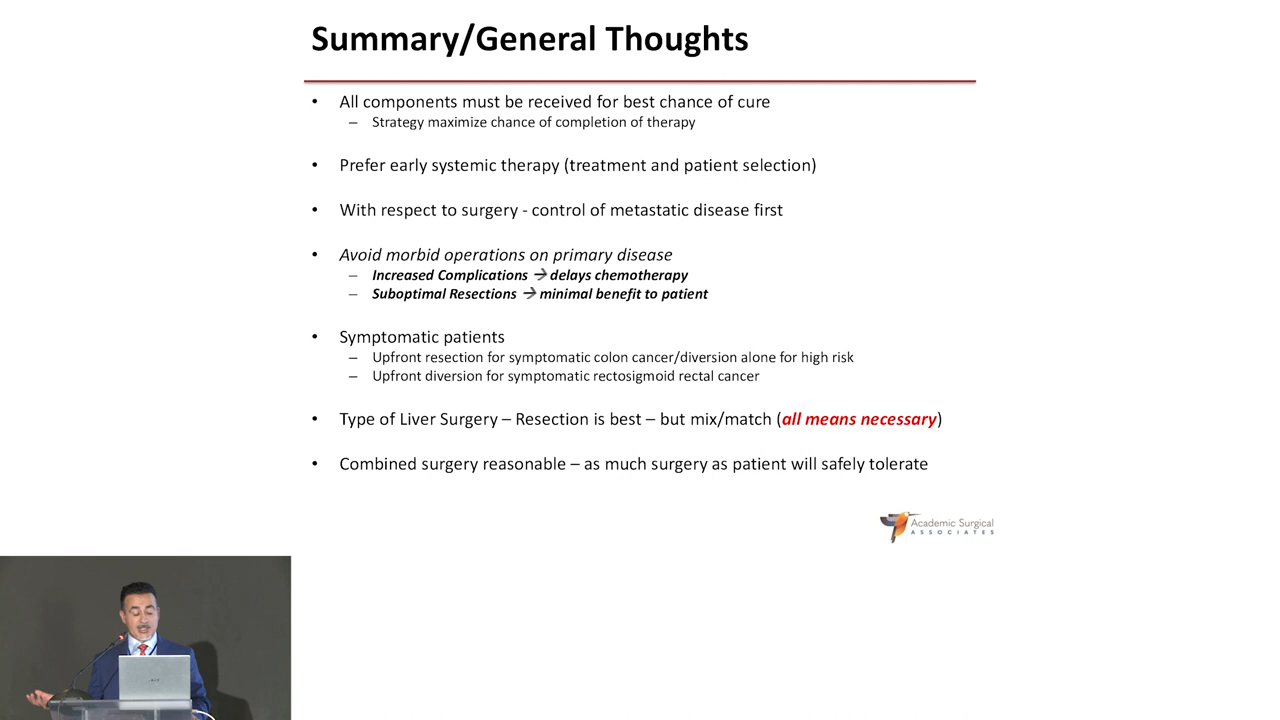 Summary/General Thoughts
• All components must be received for best chance of cure
– Strategy maximize chance of completion of therapy
• Prefer early systemic therapy (treatment and patient selection)
• With respect to surgery - control of metastatic disease first
• Avoid morbid operations on primary disease
– Increased Complications → delays chemotherapy
– Suboptimal Resections → minimal benefit to patient
• Symptomatic patients
– Upfront resection for symptomatic colon cancer/diversion alone for high risk
– Upfront diversion for symptomatic rectosigmoid rectal cancer
• Type of Liver Surgery – Resection is best – but mix/match (all means necessary)
• Combined surgery reasonable – as much surgery as patient will safely tolerate
Academic Surgical
ASSOCIATES